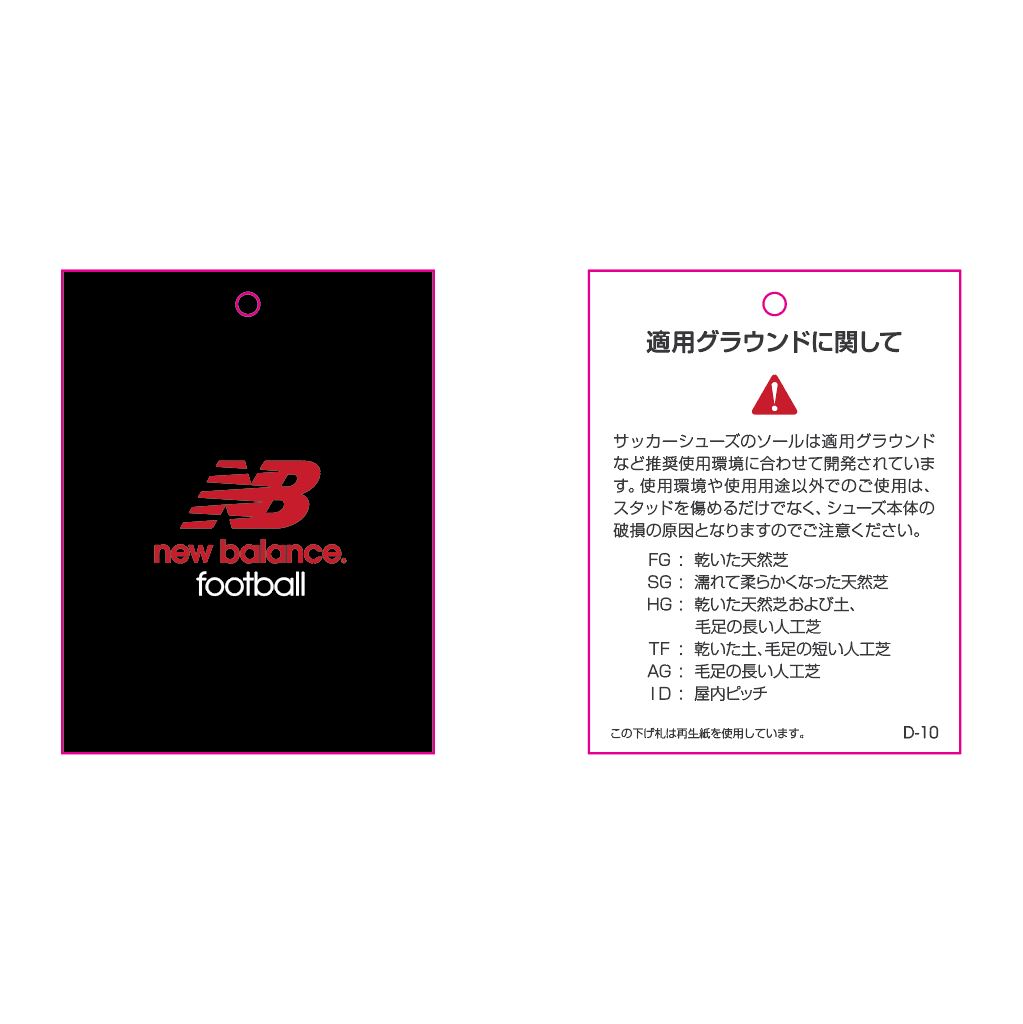 NB
new balance.
football
適用グラウンドに関して
サッカーシューズのソールは適用グラウンド
など推奨使用環境に合わせて開発されていま
す。使用環境や使用用途以外でのご使用は、
スタッドを傷めるだけでなく、シューズ本体の
破損の原因となりますのでご注意ください。
FG : 乾いた天然芝
SG : 濡れて柔らかくなった天然芝
HG : 乾いた天然芝および土、
毛足の長い人工芝
TF : 乾いた土、毛足の短い人工芝
AG : 毛足の長い人工芝
ID : 屋内ピッチ
この下げ札は再生紙を使用しています。 D-10